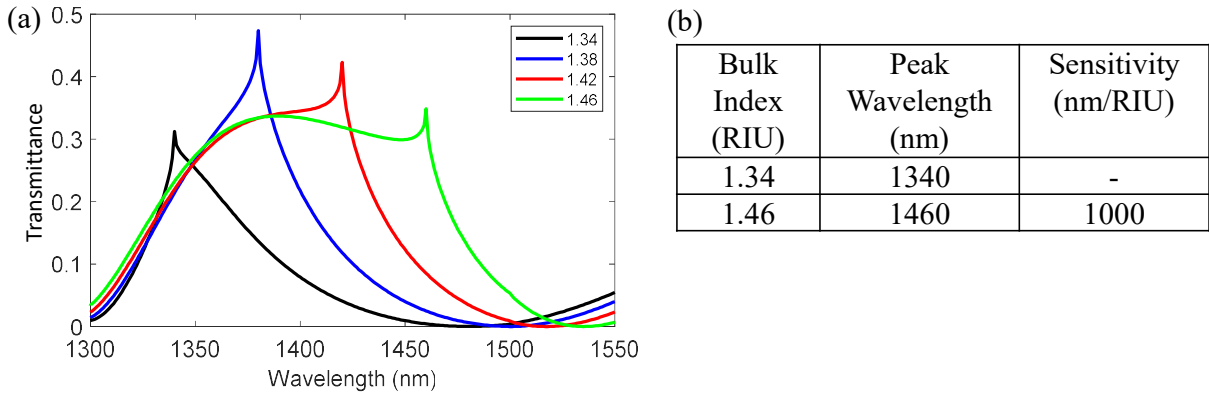 (a)
0.5
0.4
0.3
0.2
0.1
0
Transmittance
1300
1350
1400
1450
1500
1550
Wavelength (nm)
1.34
1.38
1.42
1.46
(b)
Bulk Index (RIU)
Peak Wavelength (nm)
Sensitivity (nm/RIU)
1.34 1340 -
1.46 1460 1000